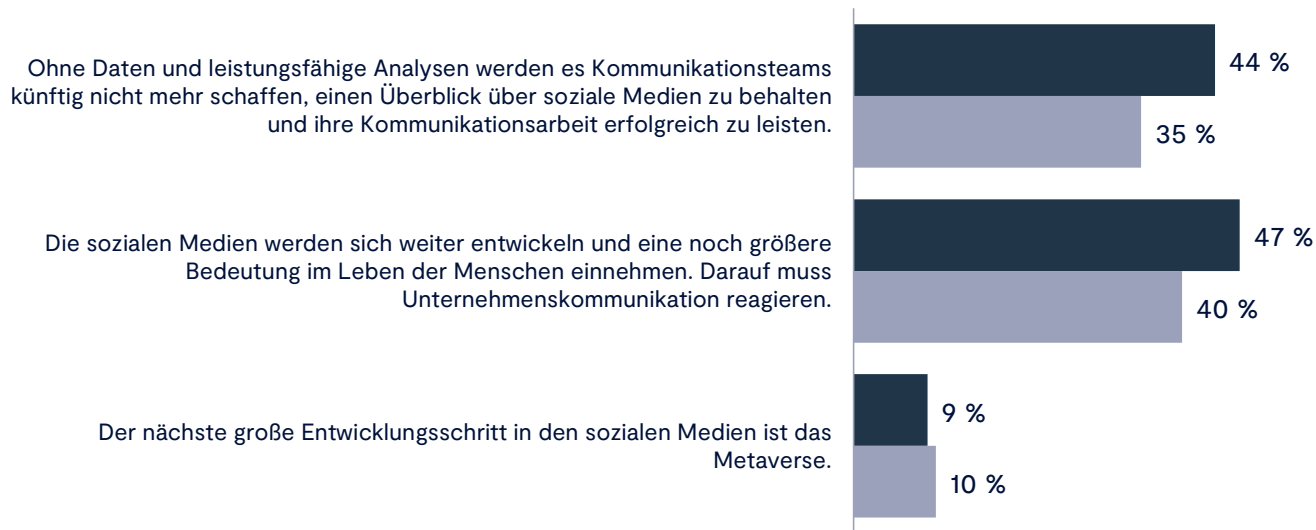 Ohne Daten und leistungsfähige Analysen werden es Kommunikationsteams
künftig nicht mehr schaffen, einen Überblick über soziale Medien zu behalten
und ihre Kommunikationsarbeit erfolgreich zu leisten.
44 %
35 %
Die sozialen Medien werden sich weiter entwickeln und eine noch größere
Bedeutung im Leben der Menschen einnehmen. Darauf muss
Unternehmenskommunikation reagieren.
47 %
40 %
Der nächste große Entwicklungsschritt in den sozialen Medien ist das
Metaverse.
9 %
10 %